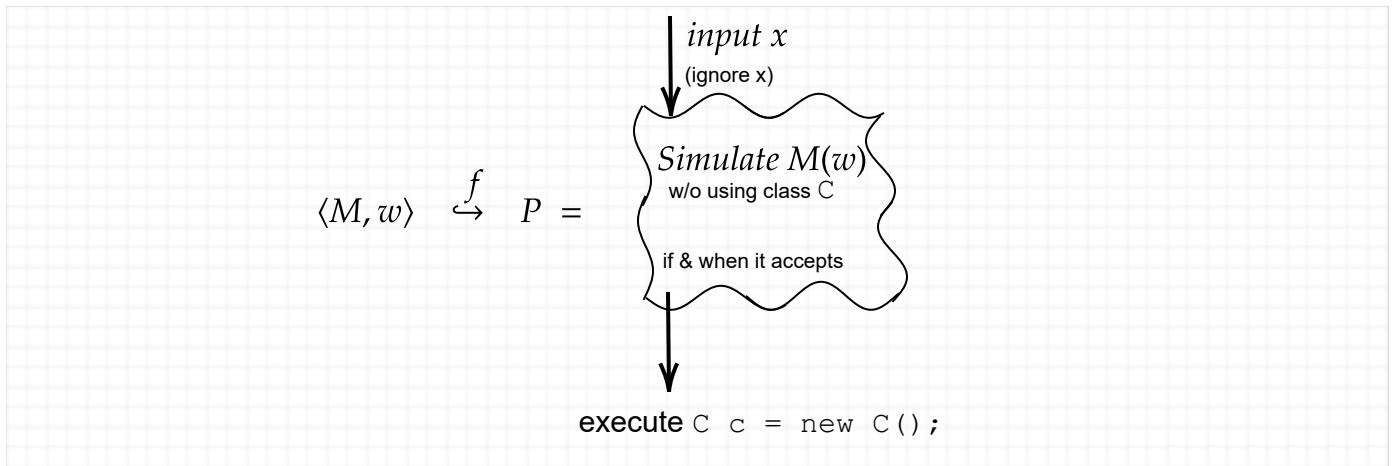 input x
(ignore x)
Simulate M(w)
w/o using class C
⟨M, w⟩ f ↪ P =
if & when it accepts
execute C c = new C();